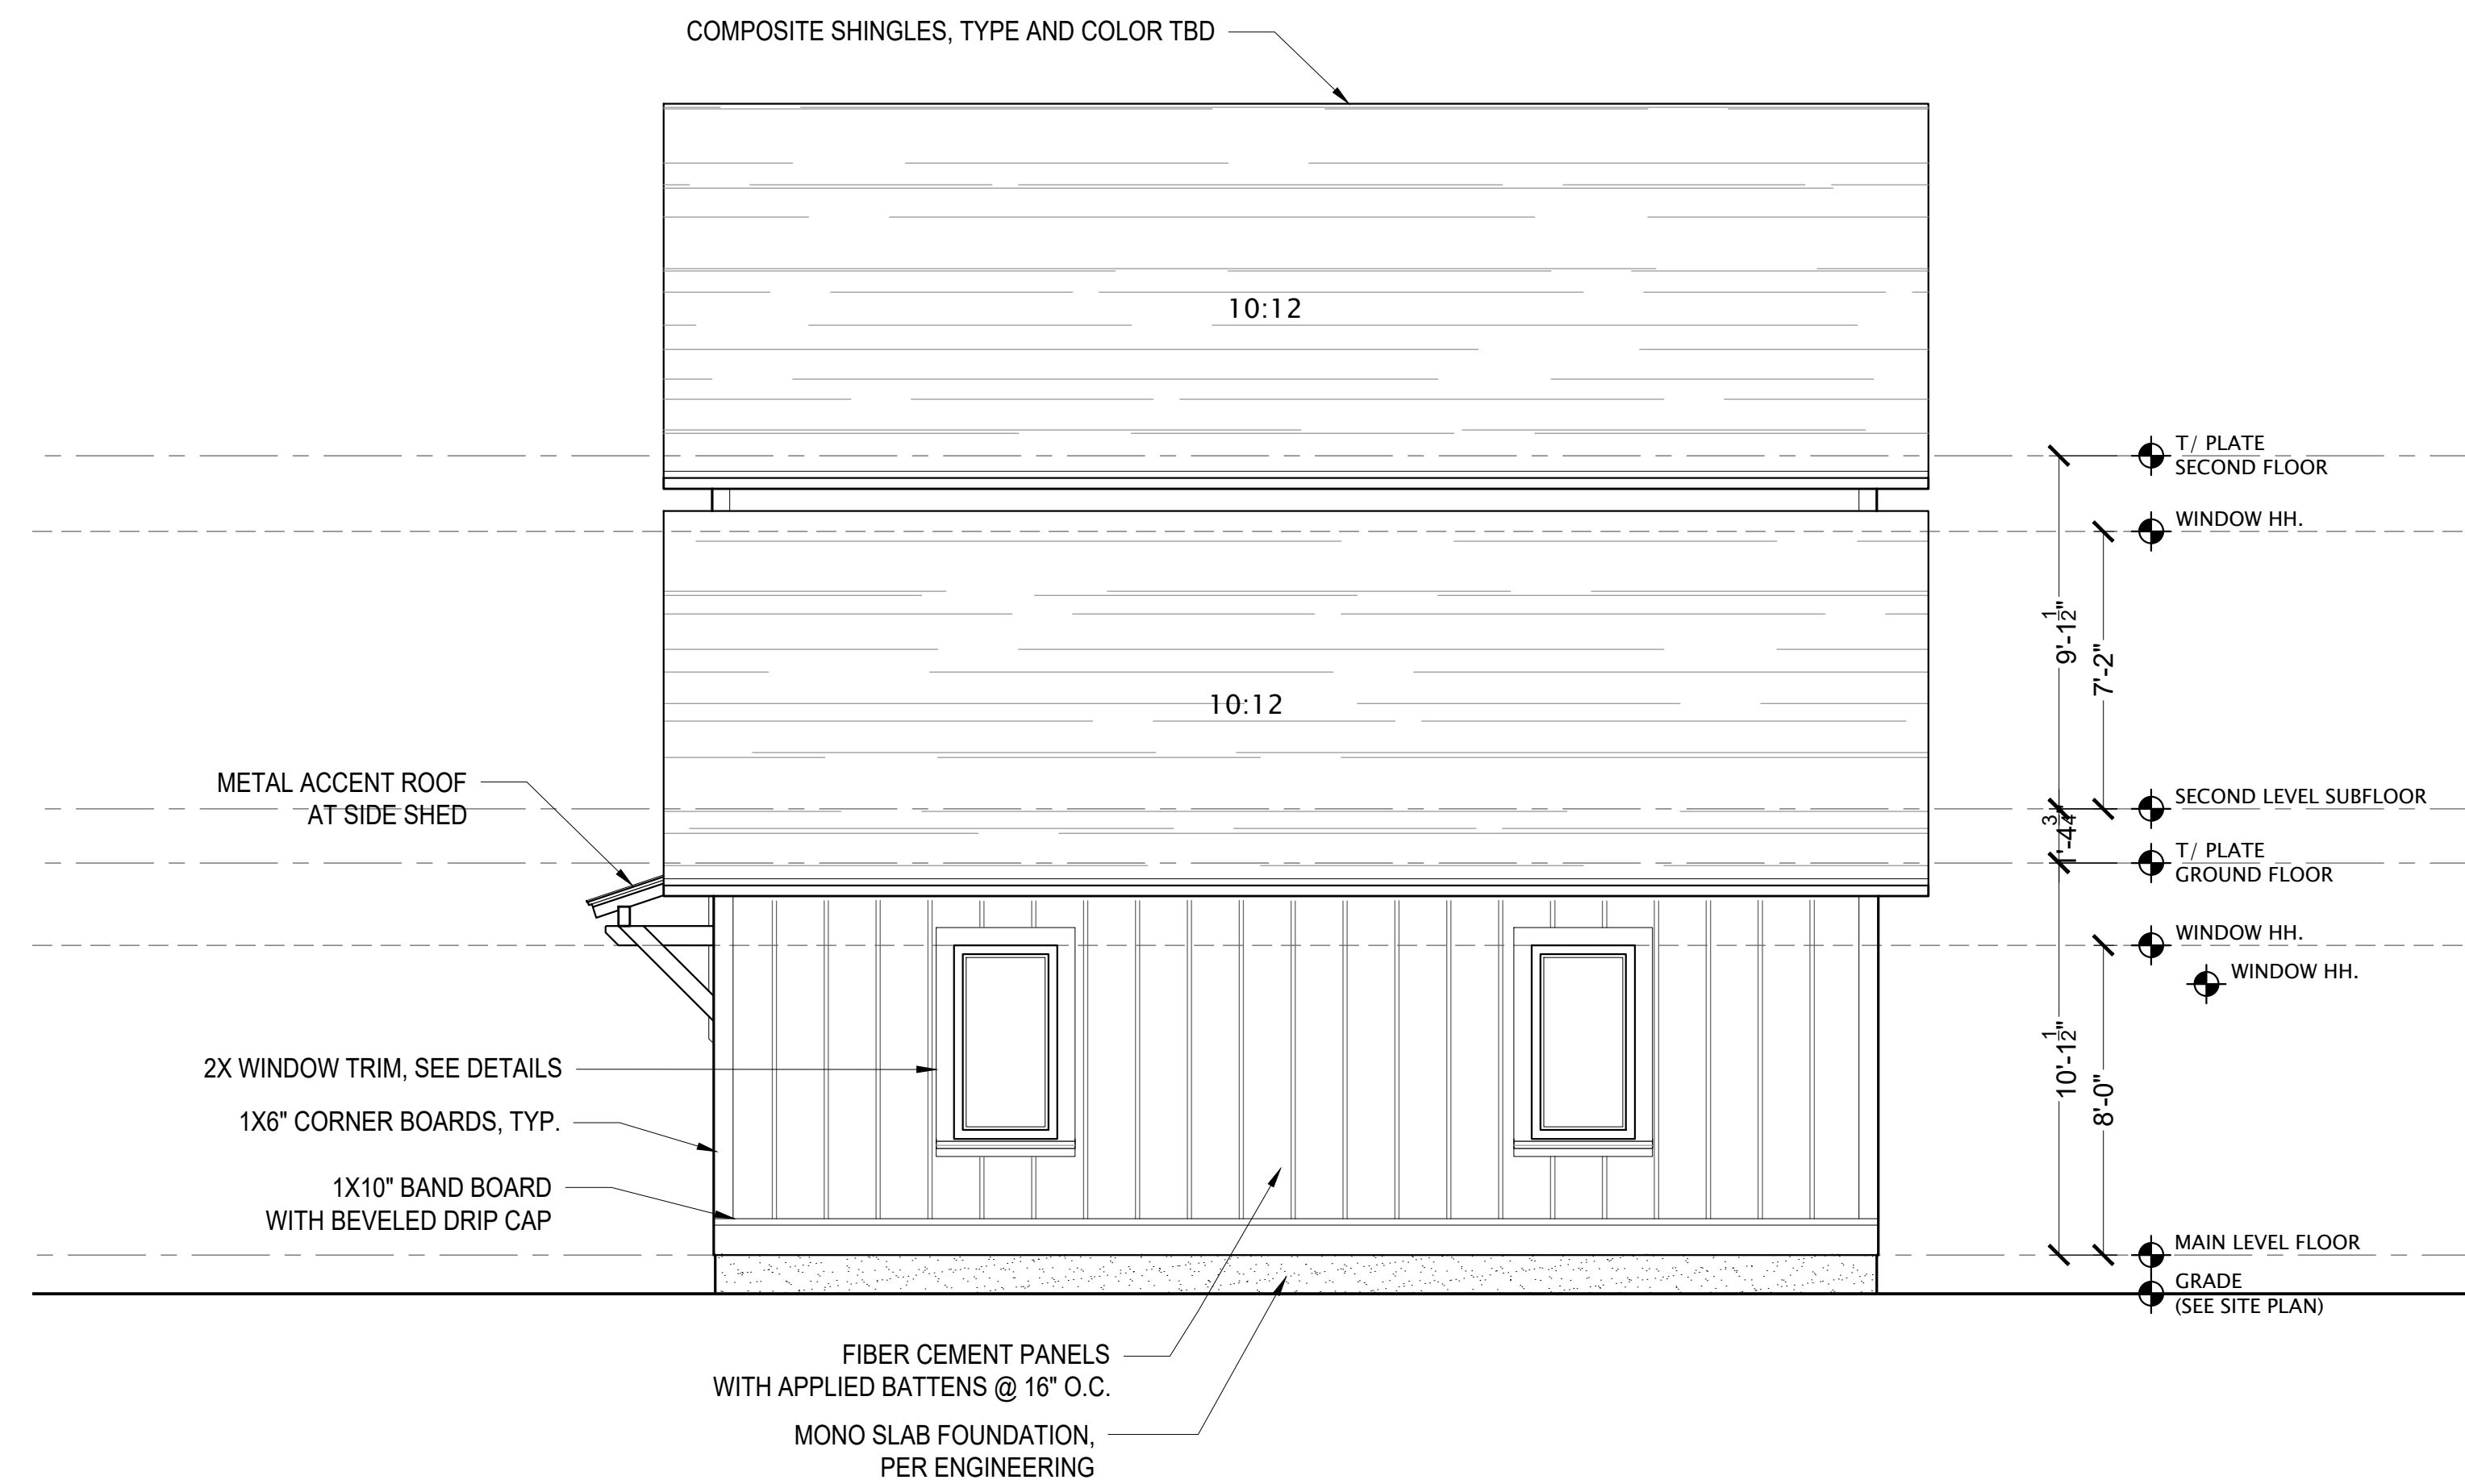 COMPOSITE SHINGLES, TYPE AND COLOR TBD
10:12
T/ PLATE
SECOND FLOOR
WINDOW HH.
9'-1 1/2"
7'-2"
10:12
METAL ACCENT ROOF
AT SIDE SHED
SECOND LEVEL SUBFLOOR
1'-4 3/4"
T/ PLATE
GROUND FLOOR
WINDOW HH.
WINDOW HH.
10'-1 1/2"
8'-0"
2X WINDOW TRIM, SEE DETAILS
1X6" CORNER BOARDS, TYP.
1X10" BAND BOARD
WITH BEVELED DRIP CAP
MAIN LEVEL FLOOR
GRADE
(SEE SITE PLAN)
FIBER CEMENT PANELS
WITH APPLIED BATTENS @ 16" O.C.
MONO SLAB FOUNDATION,
PER ENGINEERING